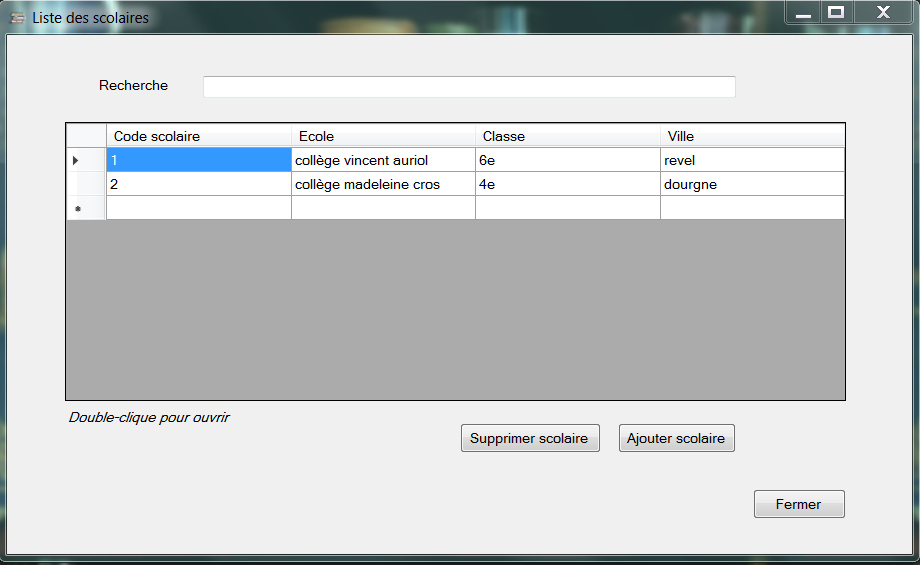 Liste des scolaires
Recherche
Code scolaire Ecole Classe Ville
1 collège vincent auriol 6e revel
2 collège madeleine cros 4e dourgne
*
Double-clique pour ouvrir
Supprimer scolaire Ajouter scolaire
Fermer